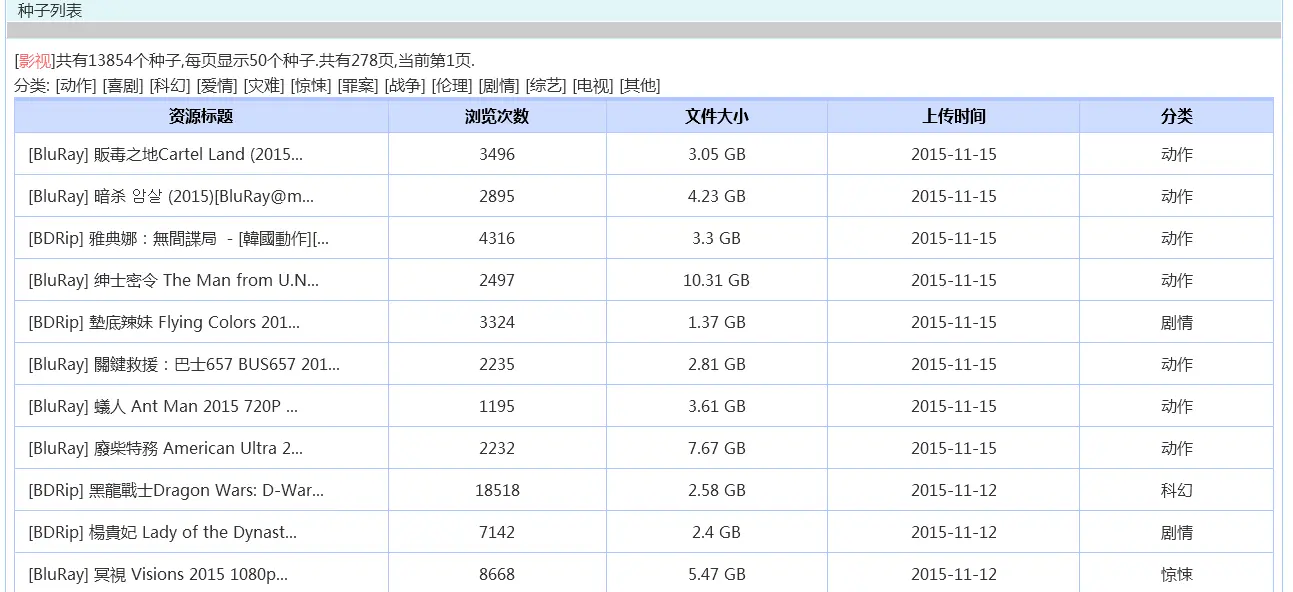 种子列表
[影视]共有13854个种子,每页显示50个种子.共有278页,当前第1页.
分类: [动作] [喜剧] [科幻] [爱情] [灾难] [惊悚] [罪案] [战争] [伦理] [剧情] [综艺] [电视] [其他]
资源标题 浏览次数 文件大小 上传时间 分类
[BluRay] 販毒之地Cartel Land (2015... 3496 3.05 GB 2015-11-15 动作
[BluRay] 暗杀 암살 (2015)[BluRay@m... 2895 4.23 GB 2015-11-15 动作
[BDRip] 雅典娜：無間諜局 - [韓國動作][... 4316 3.3 GB 2015-11-15 动作
[BluRay] 绅士密令 The Man from U.N... 2497 10.31 GB 2015-11-15 动作
[BDRip] 墊底辣妹 Flying Colors 201... 3324 1.37 GB 2015-11-15 剧情
[BluRay] 關鍵救援：巴士657 BUS657 201... 2235 2.81 GB 2015-11-15 动作
[BluRay] 蟻人 Ant Man 2015 720P ... 1195 3.61 GB 2015-11-15 动作
[BluRay] 廢柴特務 American Ultra 2... 2232 7.67 GB 2015-11-15 动作
[BDRip] 黑龍戰士Dragon Wars: D-War... 18518 2.58 GB 2015-11-12 科幻
[BDRip] 楊貴妃 Lady of the Dynast... 7142 2.4 GB 2015-11-12 剧情
[BluRay] 冥視 Visions 2015 1080p... 8668 5.47 GB 2015-11-12 惊悚